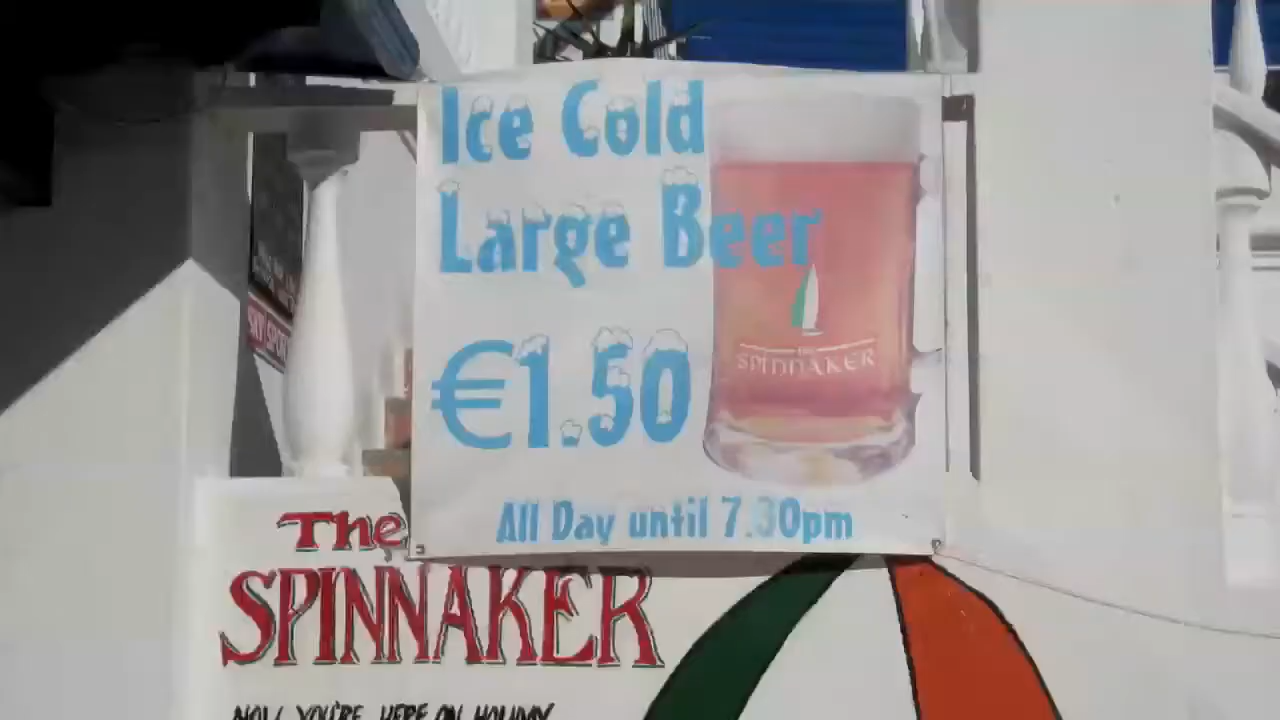 Ice Cold
Large Beer
€1.50
All Day until 7.30pm
THE
SPINNAKER
SKY SPORT
The
SPINNAKER
NOW YOU'RE HERE ON HOLIDAY